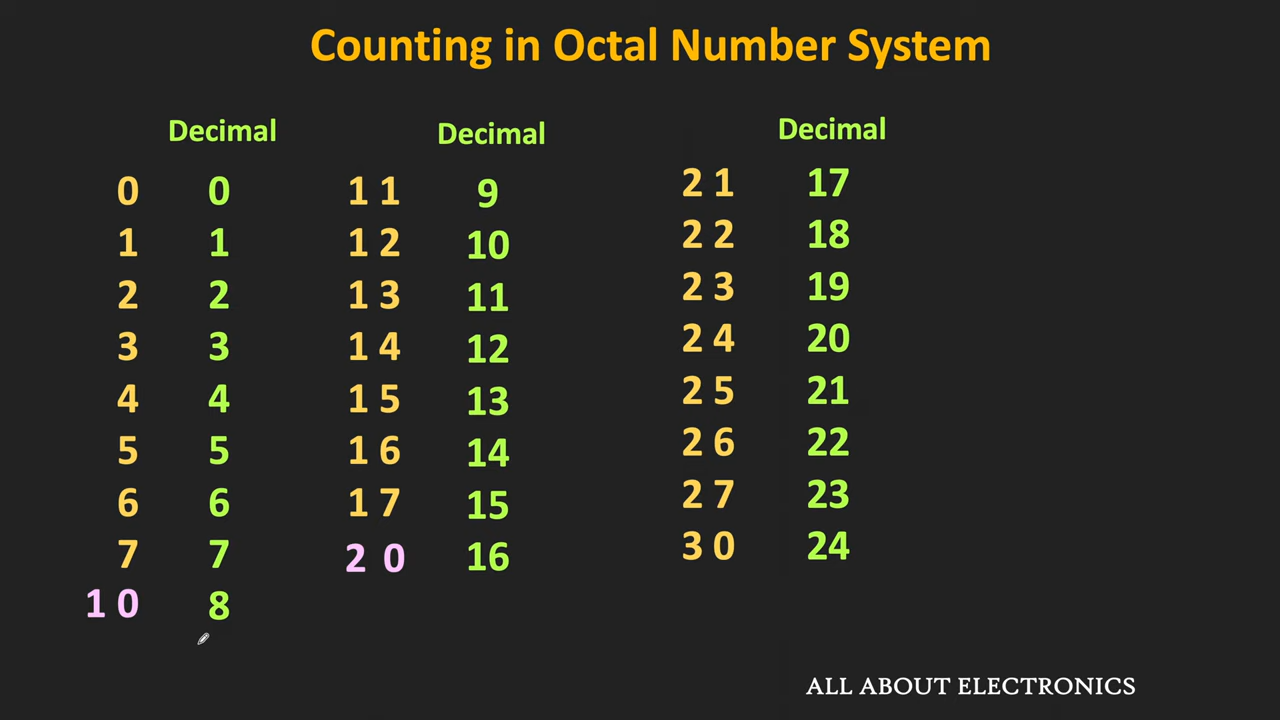 Counting in Octal Number System
Decimal
0 0
1 1
2 2
3 3
4 4
5 5
6 6
7 7
1 0 8
Decimal
1 1 9
1 2 10
1 3 11
1 4 12
1 5 13
1 6 14
1 7 15
2 0 16
Decimal
2 1 17
2 2 18
2 3 19
2 4 20
2 5 21
2 6 22
2 7 23
3 0 24
ALL ABOUT ELECTRONICS